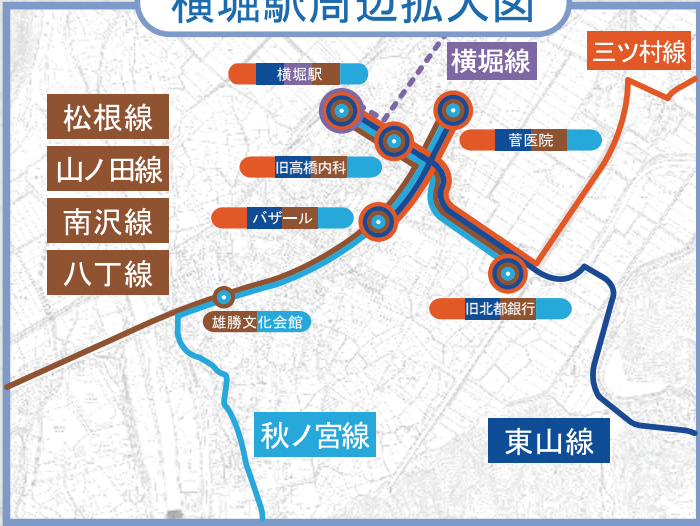 横堀駅周辺拡大図
横堀線
三ツ村線
横堀駅
松根線
菅医院
山ノ田線
旧高橋内科
南沢線
バザール
八丁線
旧北都銀行
雄勝文化会館
秋ノ宮線
東山線